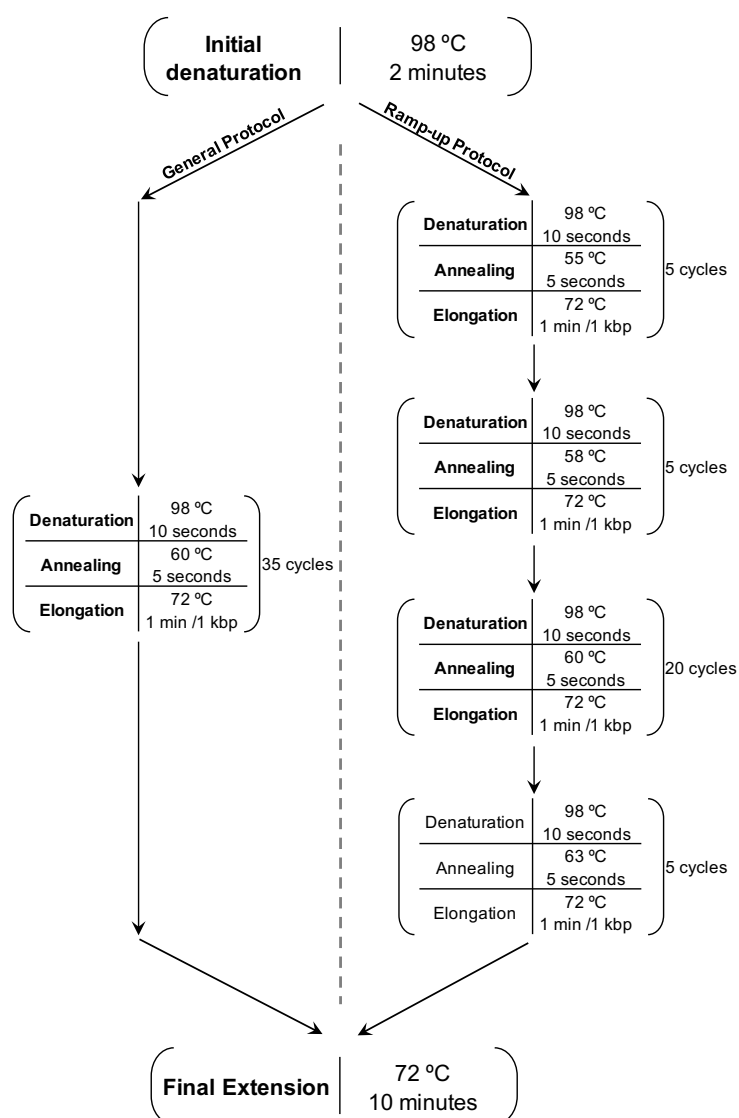 Initial
denaturation
98 ºC
2 minutes
General Protocol
Ramp-up Protocol
Denaturation
98 ºC
10 seconds
Annealing
60 ºC
5 seconds
Elongation
72 ºC
1 min /1 kbp
35 cycles
Denaturation
98 ºC
10 seconds
Annealing
55 ºC
5 seconds
Elongation
72 ºC
1 min /1 kbp
5 cycles
Denaturation
98 ºC
10 seconds
Annealing
58 ºC
5 seconds
Elongation
72 ºC
1 min /1 kbp
5 cycles
Denaturation
98 ºC
10 seconds
Annealing
60 ºC
5 seconds
Elongation
72 ºC
1 min /1 kbp
20 cycles
Denaturation
98 ºC
10 seconds
Annealing
63 ºC
5 seconds
Elongation
72 ºC
1 min /1 kbp
5 cycles
Final Extension
72 ºC
10 minutes